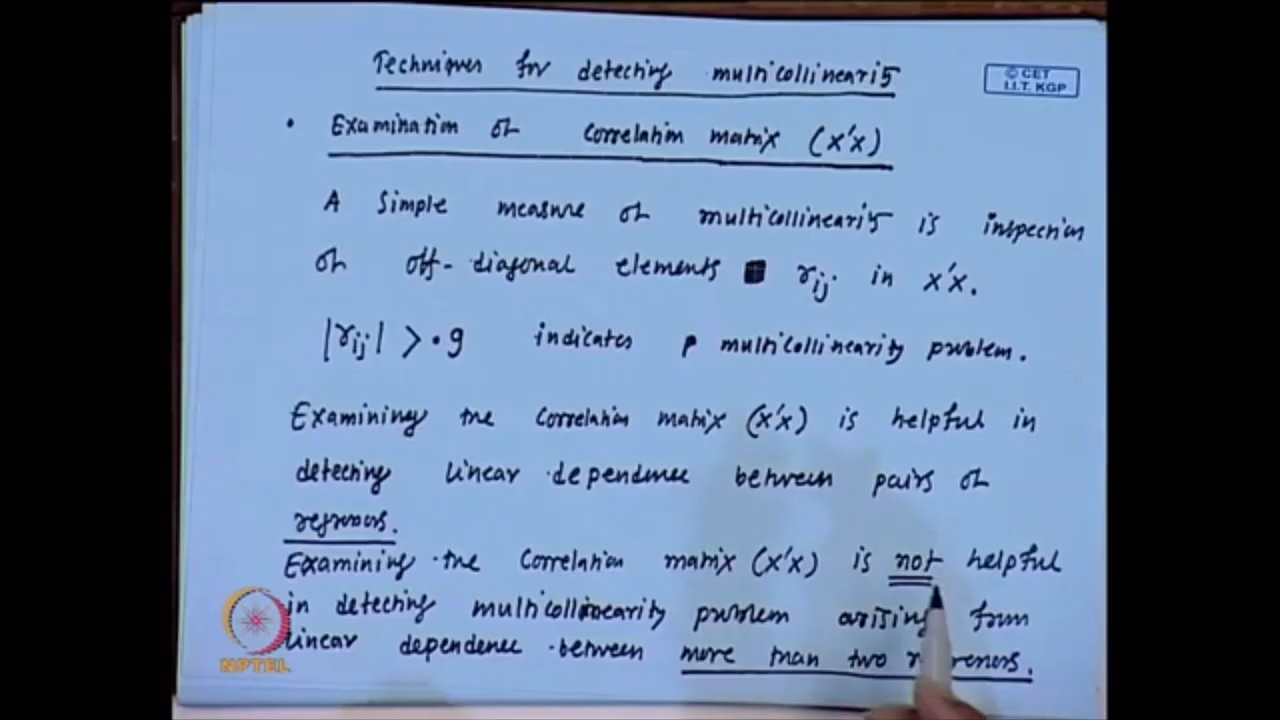 Techniques for detecting multicollinearity
© CET
I.I.T. KGP
• Examination of Correlation matrix (x'x)
A simple measure of multicollinearity is inspection
of off-diagonal elements rij in x'x.
|rij| > .9 indicates multicollinearity problem.
Examining the correlation matrix (x'x) is helpful in
detecting linear dependence between pairs of
regressors.
Examining the correlation matrix (x'x) is not helpful
in detecting multicollinearity problem arising from
linear dependence between more than two regressors.
NPTEL